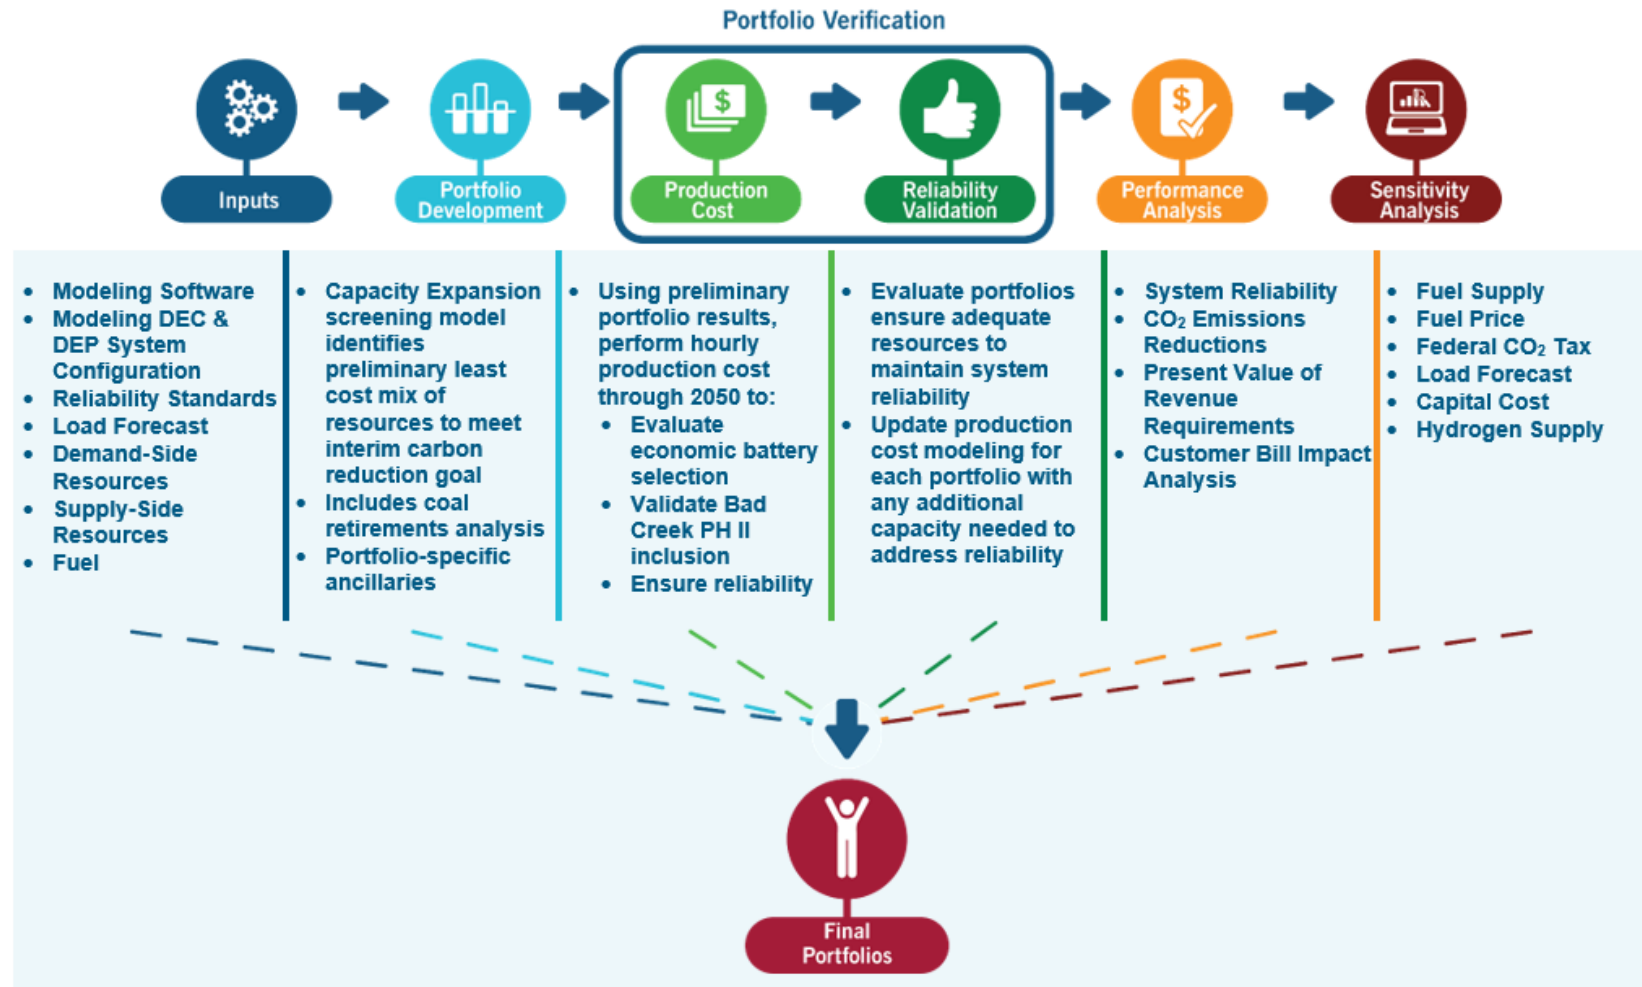 Portfolio Verification
Inputs
Portfolio
Development
Production
Cost
Reliability
Validation
Performance
Analysis
Sensitivity
Analysis
• Modeling Software
• Modeling DEC &
DEP System
Configuration
• Reliability Standards
• Load Forecast
• Demand-Side
Resources
• Supply-Side
Resources
• Fuel
• Capacity Expansion
screening model
identifies
preliminary least
cost mix of
resources to meet
interim carbon
reduction goal
• Includes coal
retirements analysis
• Portfolio-specific
ancillaries
• Using preliminary
portfolio results,
perform hourly
production cost
through 2050 to:
• Evaluate
economic battery
selection
• Validate Bad
Creek PH II
inclusion
• Ensure reliability
• Evaluate portfolios
ensure adequate
resources to
maintain system
reliability
• Update production
cost modeling for
each portfolio with
any additional
capacity needed to
address reliability
• System Reliability
• CO₂ Emissions
Reductions
• Present Value of
Revenue
Requirements
• Customer Bill Impact
Analysis
• Fuel Supply
• Fuel Price
• Federal CO₂ Tax
• Load Forecast
• Capital Cost
• Hydrogen Supply
Final
Portfolios